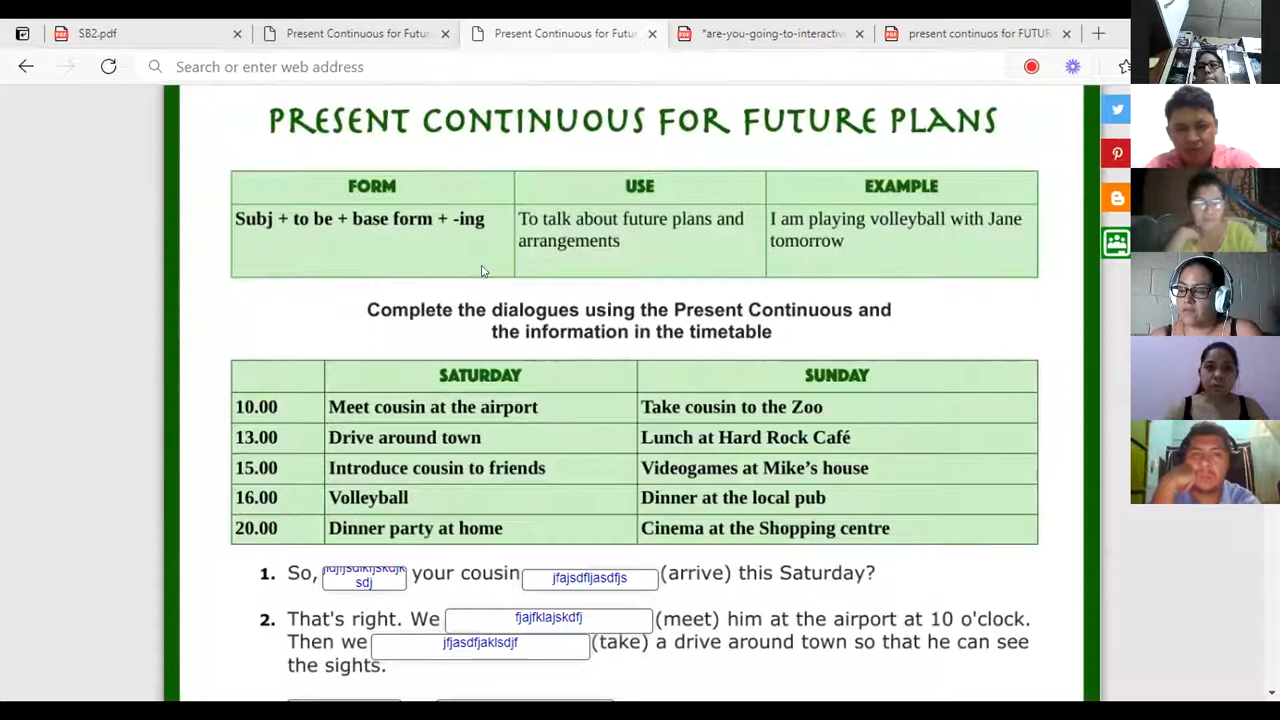 SB2.pdf
Present Continuous for Futur
Present Continuous for Futur
*are-you-going-to-interactiv
present continuos for FUTUR
Search or enter web address
PRESENT CONTINUOUS FOR FUTURE PLANS
FORM USE EXAMPLE
Subj + to be + base form + -ing To talk about future plans and arrangements I am playing volleyball with Jane tomorrow
Complete the dialogues using the Present Continuous and
the information in the timetable
SATURDAY SUNDAY
10.00 Meet cousin at the airport Take cousin to the Zoo
13.00 Drive around town Lunch at Hard Rock Café
15.00 Introduce cousin to friends Videogames at Mike's house
16.00 Volleyball Dinner at the local pub
20.00 Dinner party at home Cinema at the Shopping centre
1. So, sdj your cousin jfajsdfljasdfjs (arrive) this Saturday?
2. That's right. We fjajfklajskdfj (meet) him at the airport at 10 o'clock.
Then we jfjasdfjaklsdjf (take) a drive around town so that he can see
the sights.